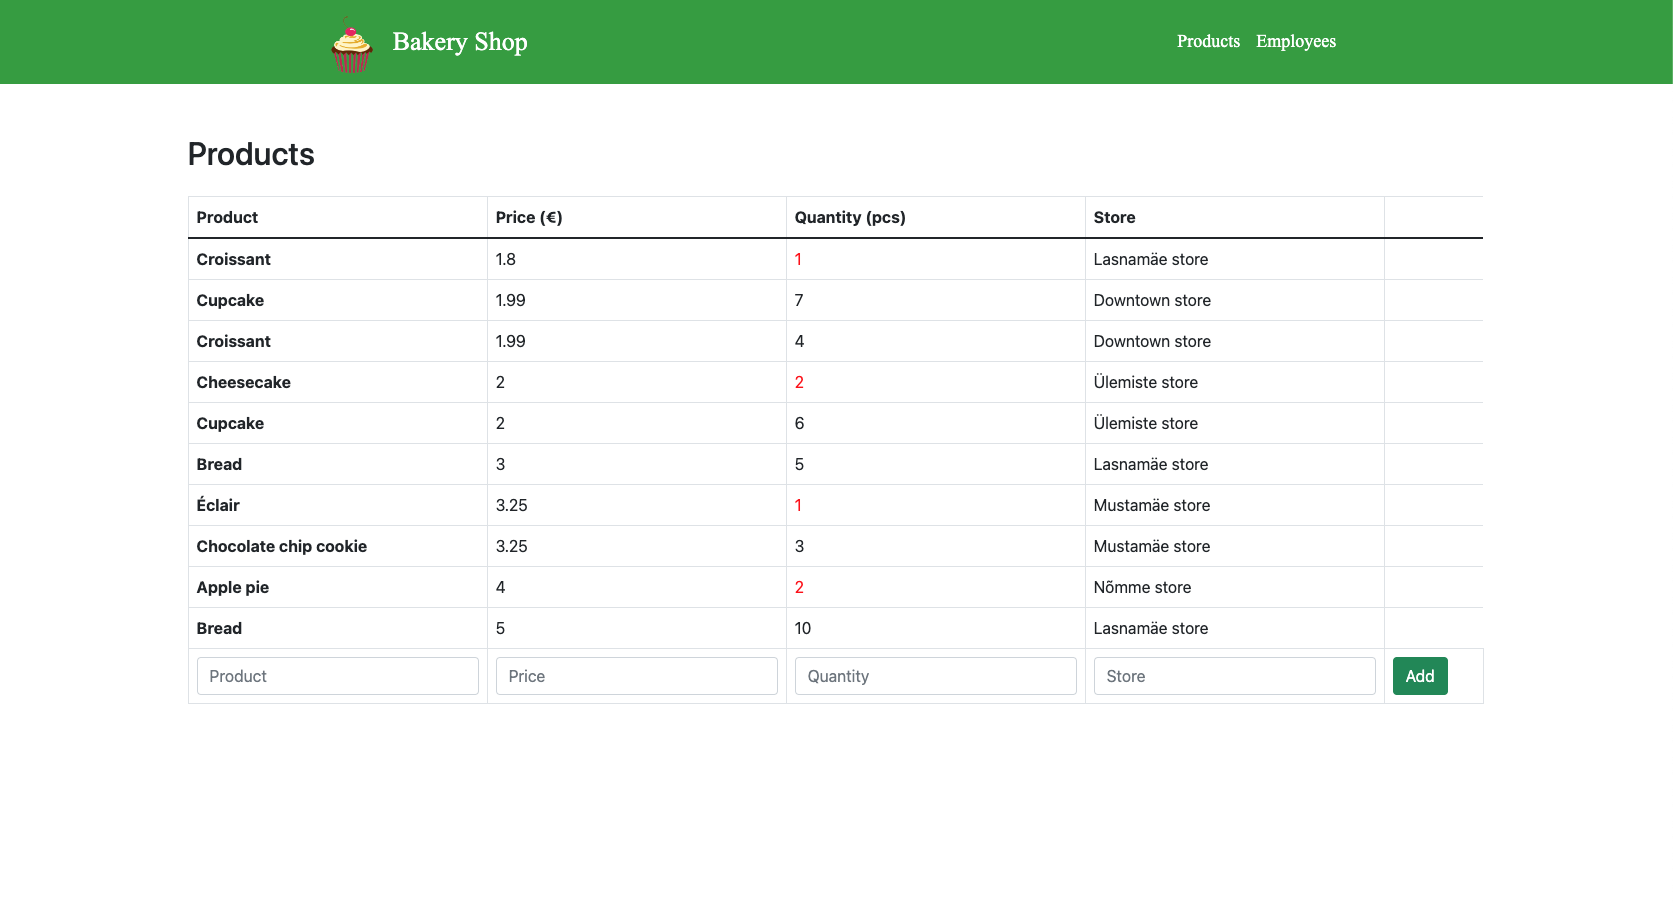 Bakery Shop
Products Employees
Products
Product Price (€) Quantity (pcs) Store
Croissant 1.8 1 Lasnamäe store
Cupcake 1.99 7 Downtown store
Croissant 1.99 4 Downtown store
Cheesecake 2 2 Ülemiste store
Cupcake 2 6 Ülemiste store
Bread 3 5 Lasnamäe store
Éclair 3.25 1 Mustamäe store
Chocolate chip cookie 3.25 3 Mustamäe store
Apple pie 4 2 Nõmme store
Bread 5 10 Lasnamäe store
Product Price Quantity Store Add